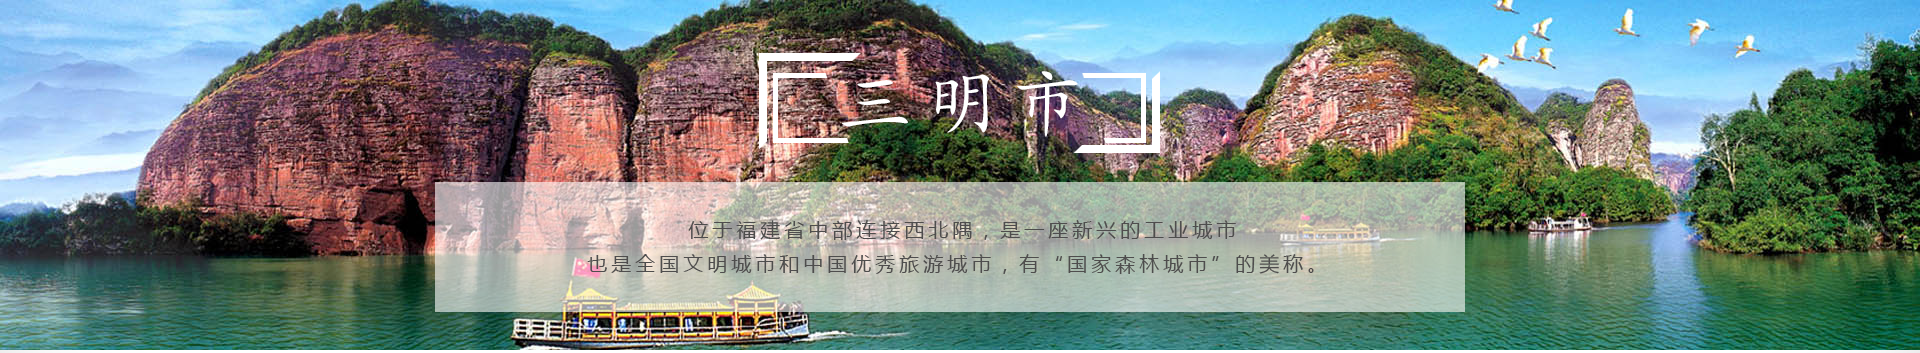 三明市
位于福建省中部连接西北隅，是一座新兴的工业城市
也是全国文明城市和中国优秀旅游城市，有“国家森林城市”的美称。